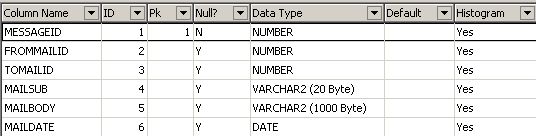 Column Name ID Pk Null? Data Type Default Histogram
MESSAGEID 1 1 N NUMBER Yes
FROMMAILID 2 Y NUMBER Yes
TOMAILID 3 Y NUMBER Yes
MAILSUB 4 Y VARCHAR2 (20 Byte) Yes
MAILBODY 5 Y VARCHAR2 (1000 Byte) Yes
MAILDATE 6 Y DATE Yes